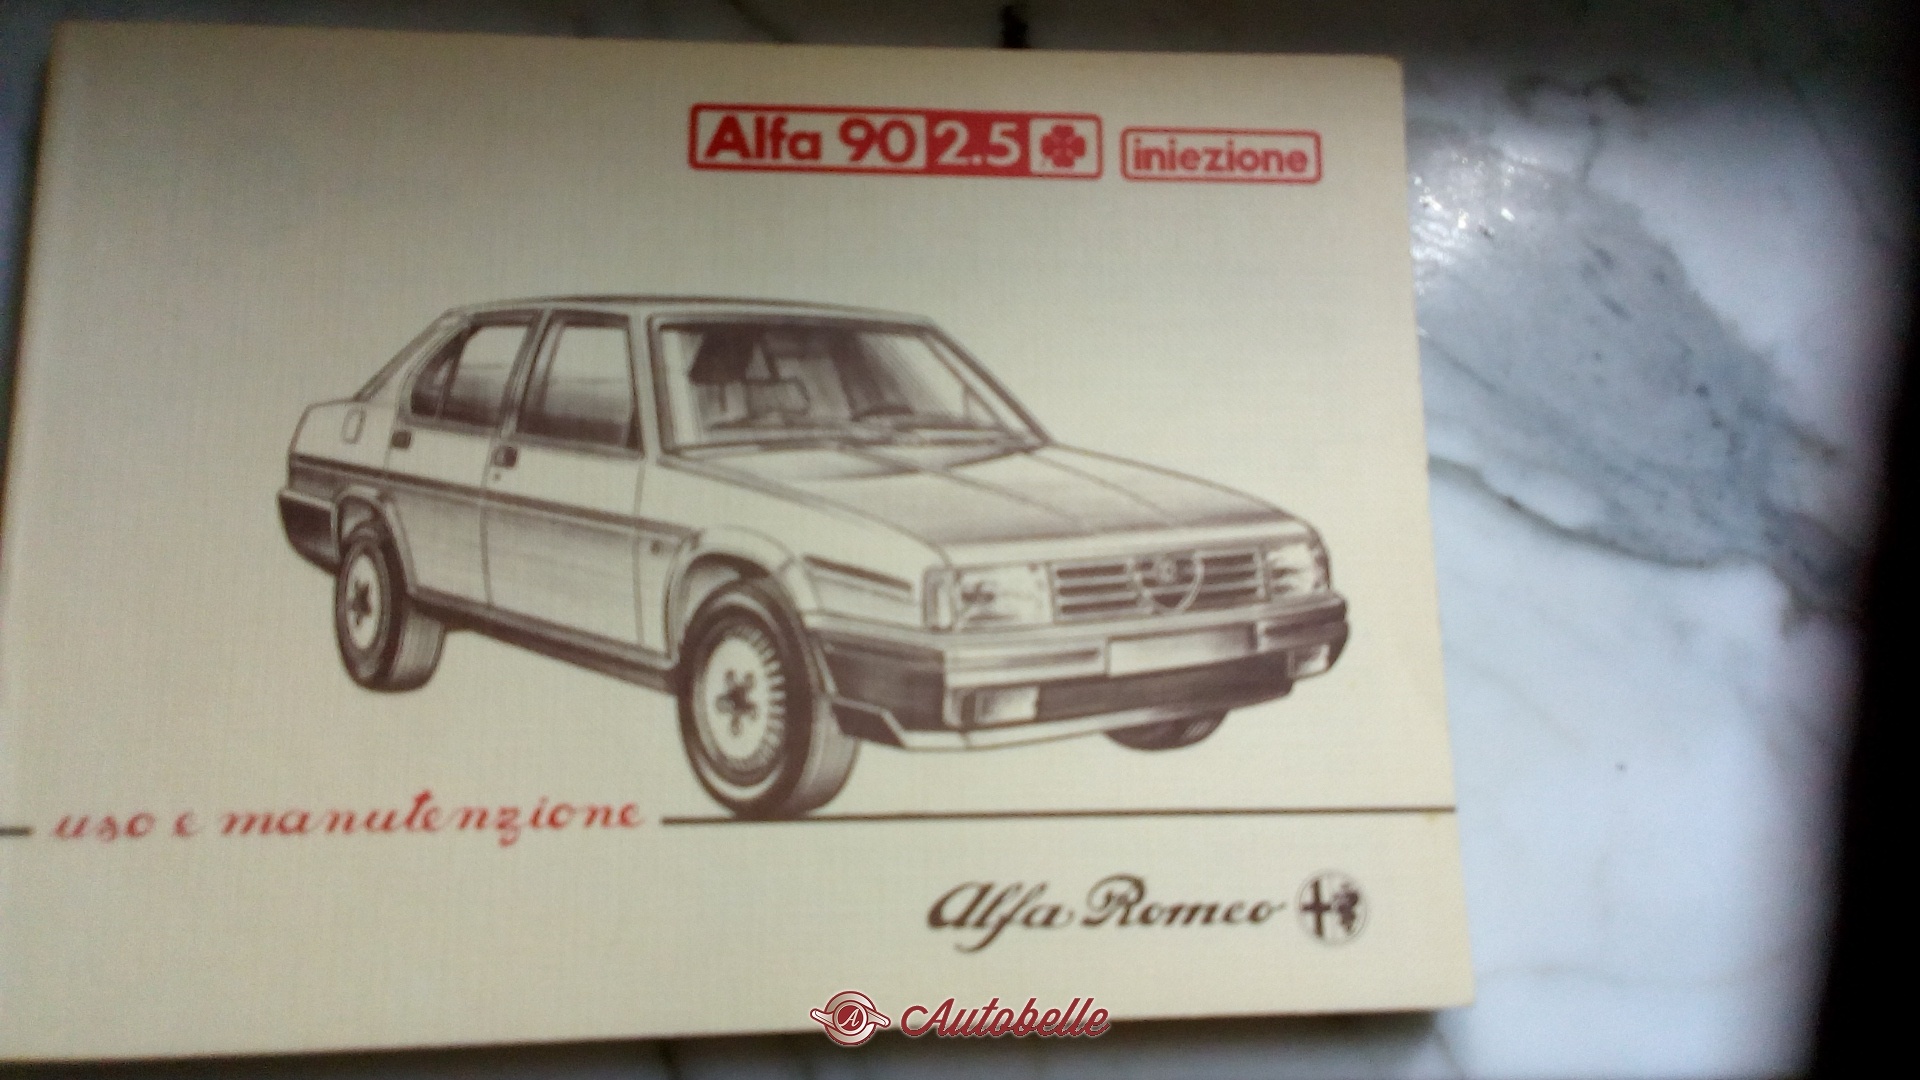 Alfa 90 2.5 iniezione
uso e manutenzione
Alfa Romeo
Autobelle